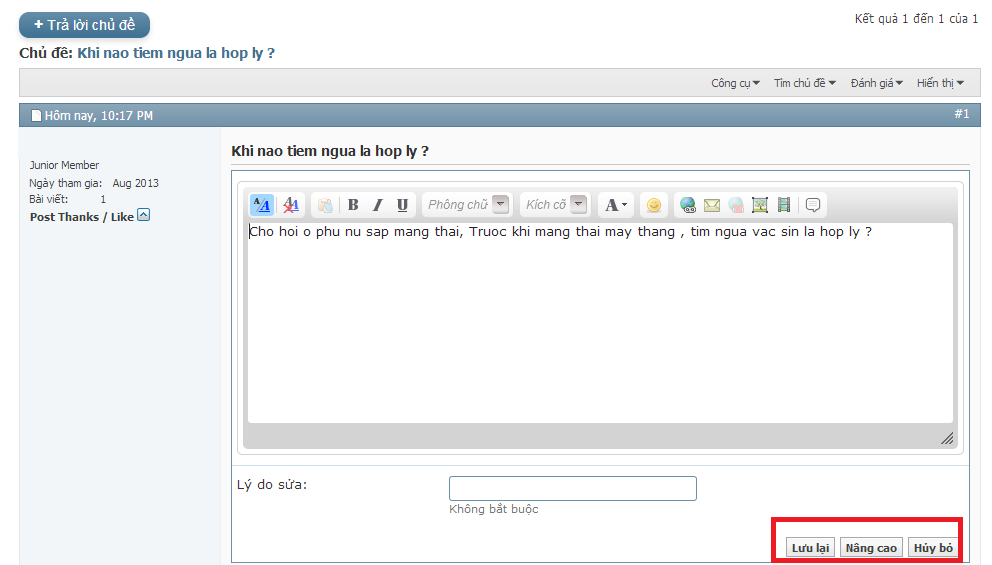 + Trả lời chủ đề
Kết quả 1 đến 1 của 1
Chủ đề: Khi nao tiem ngua la hop ly ?
Công cụ Tìm chủ đề Đánh giá Hiển thị
Hôm nay, 10:17 PM #1
Junior Member
Ngày tham gia: Aug 2013
Bài viết: 1
Post Thanks / Like
Khi nao tiem ngua la hop ly ?
B I U Phông chữ Kích cỡ A
Cho hoi o phu nu sap mang thai, Truoc khi mang thai may thang , tim ngua vac sin la hop ly ?
Lý do sửa:
Không bắt buộc
Lưu lại Nâng cao Hủy bỏ